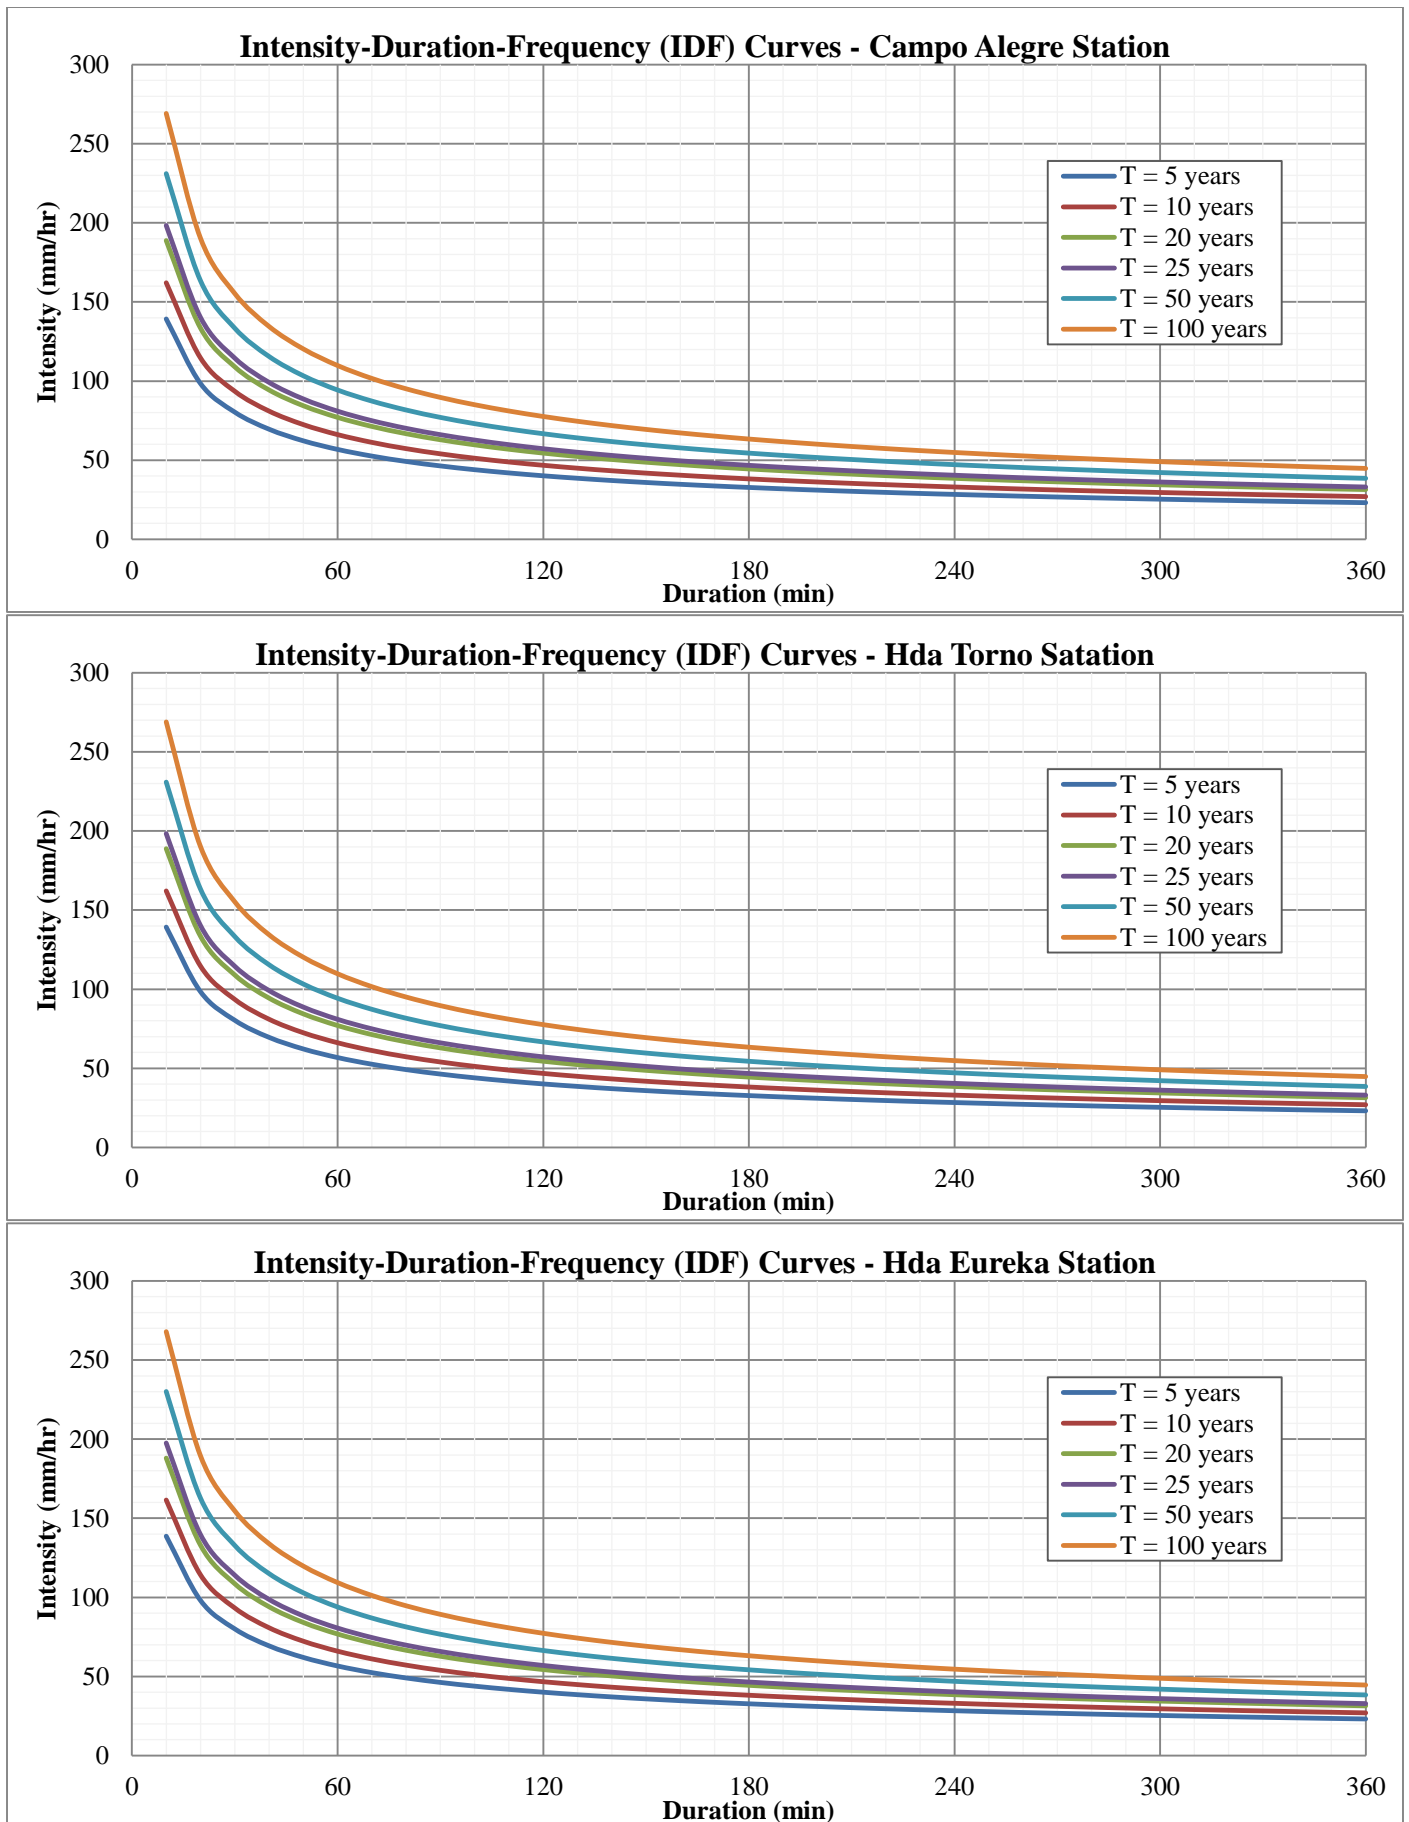 Intensity-Duration-Frequency (IDF) Curves - Campo Alegre Station
300
250
200
150
100
50
0
Intensity (mm/hr)
T = 5 years
T = 10 years
T = 20 years
T = 25 years
T = 50 years
T = 100 years
0 60 120 180 240 300 360
Duration (min)
Intensity-Duration-Frequency (IDF) Curves - Hda Torno Satation
300
250
200
150
100
50
0
Intensity (mm/hr)
T = 5 years
T = 10 years
T = 20 years
T = 25 years
T = 50 years
T = 100 years
0 60 120 180 240 300 360
Duration (min)
Intensity-Duration-Frequency (IDF) Curves - Hda Eureka Station
300
250
200
150
100
50
0
Intensity (mm/hr)
T = 5 years
T = 10 years
T = 20 years
T = 25 years
T = 50 years
T = 100 years
0 60 120 180 240 300 360
Duration (min)